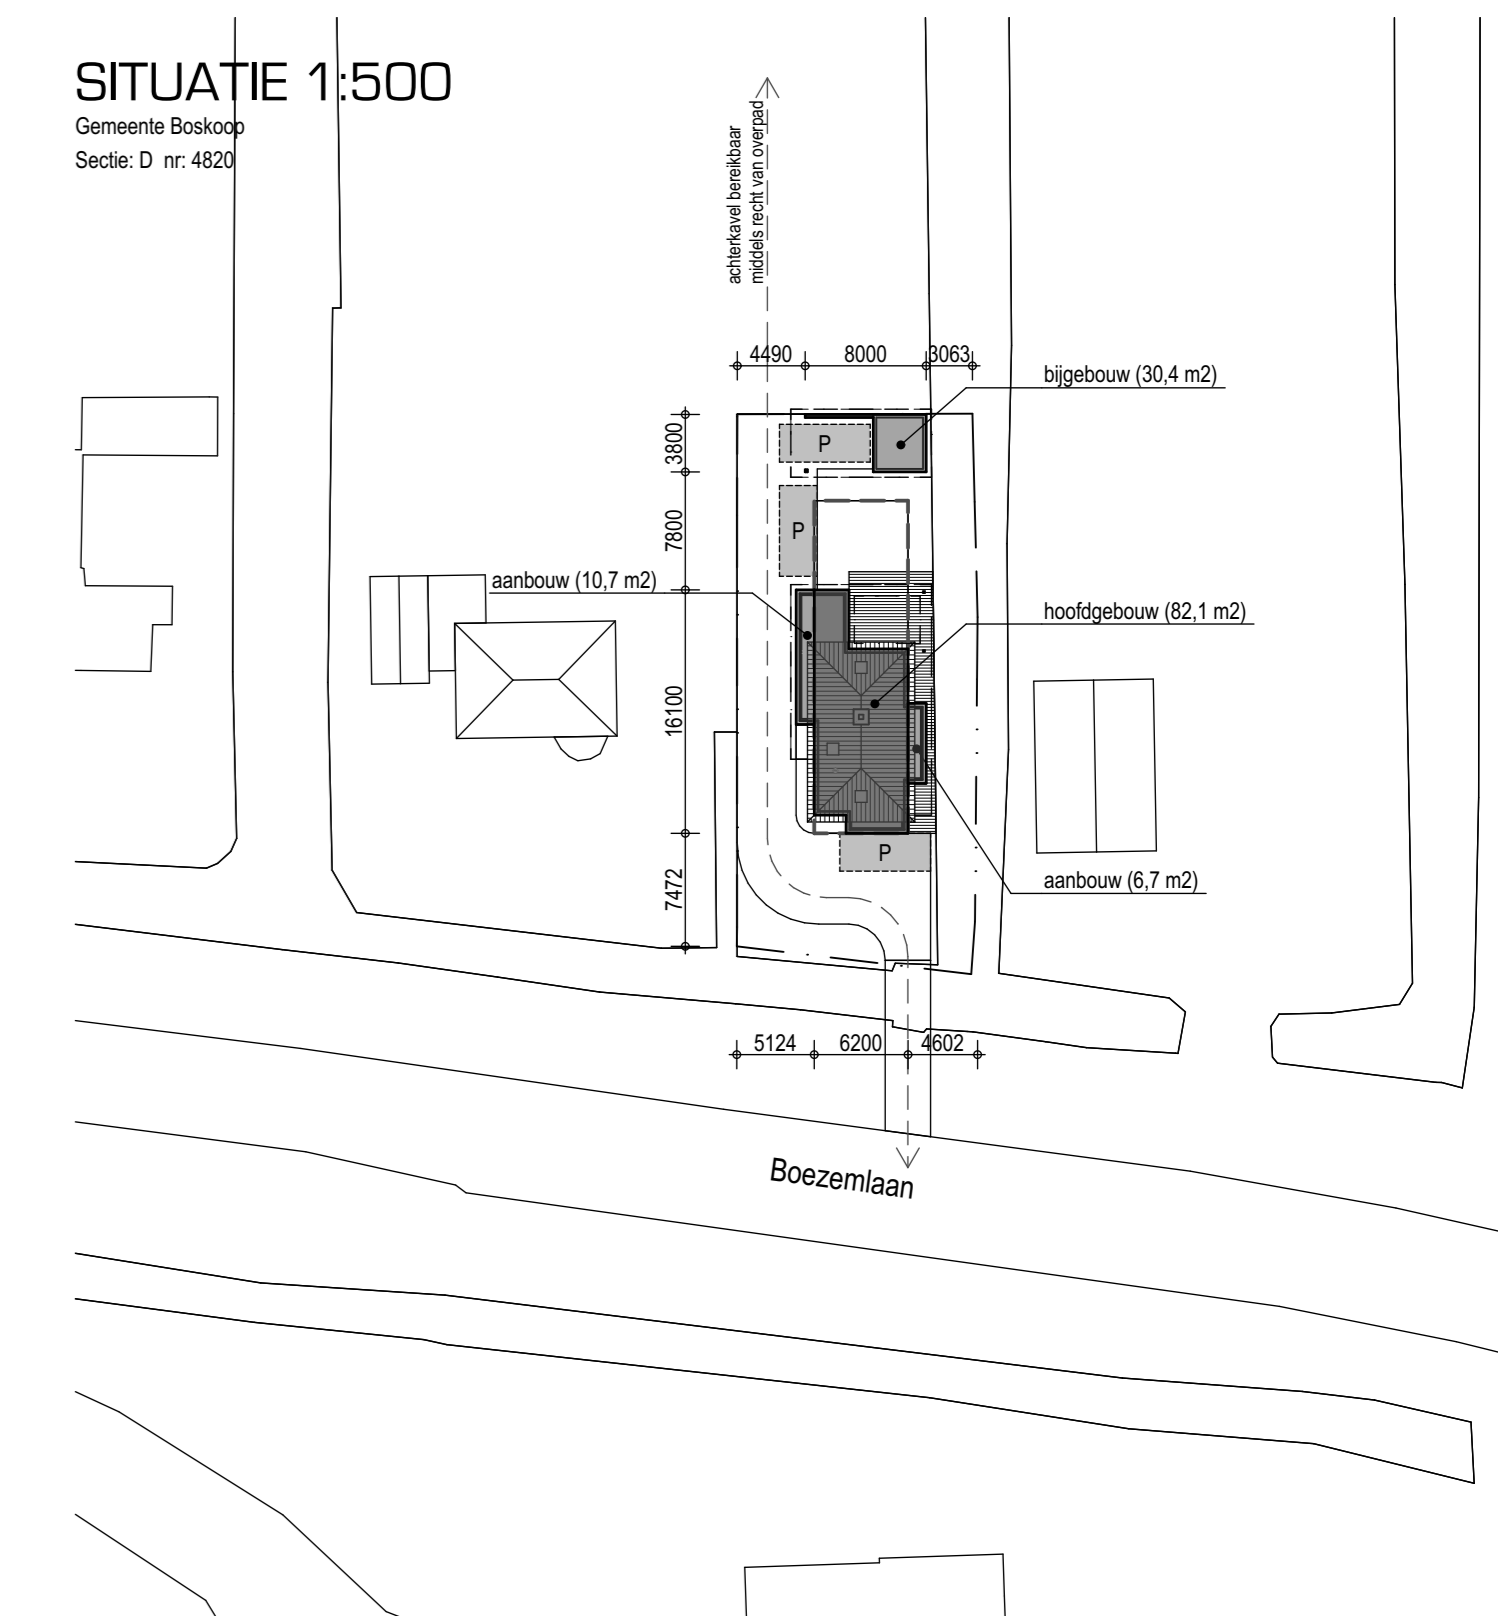 SITUATIE 1:500
Gemeente Boskoop
Sectie: D nr: 4820
achterkavel bereikbaar
middels recht van overpad
4490
8000
3063
bijgebouw (30,4 m2)
3800
P
7800
P
aanbouw (10,7 m2)
hoofdgebouw (82,1 m2)
16100
P
7472
aanbouw (6,7 m2)
5124
6200
4602
Boezemlaan